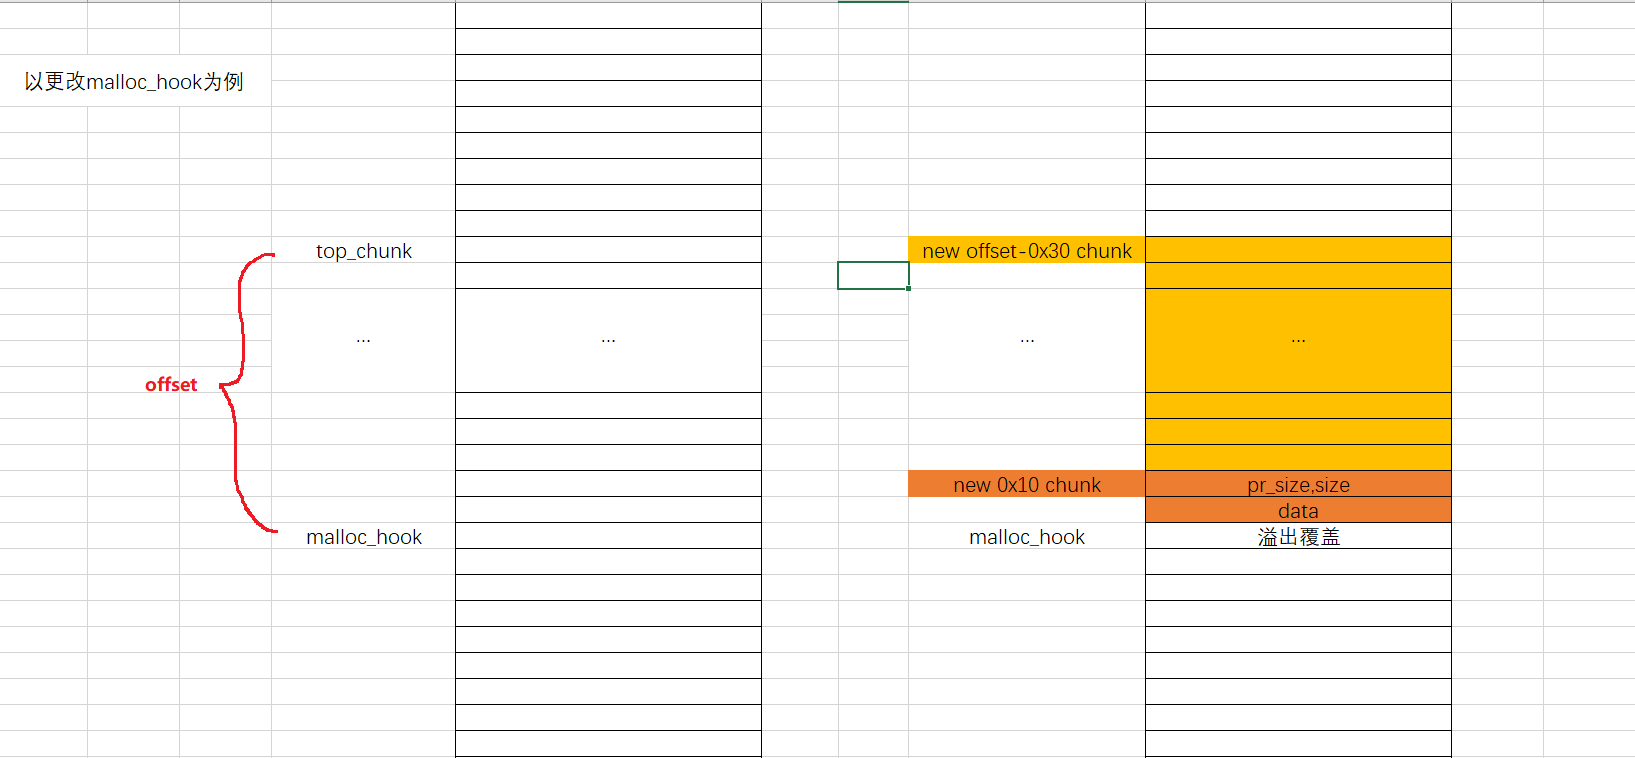 以更改malloc_hook为例
top_chunk
new offset-0x30 chunk
...
...
...
...
offset
new 0x10 chunk
pr_size,size
data
malloc_hook
malloc_hook
溢出覆盖